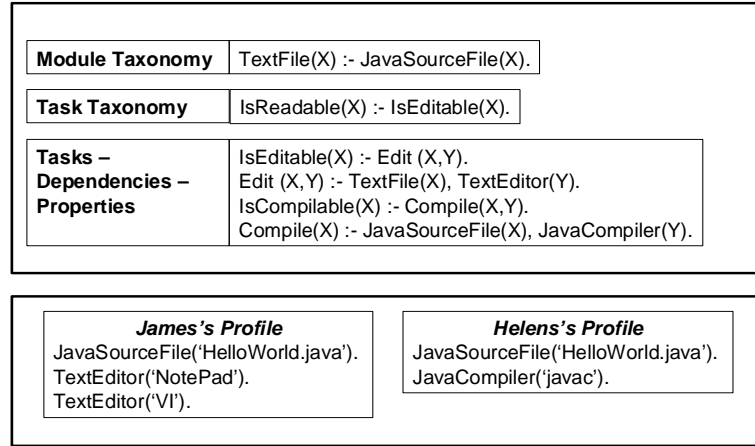 Module Taxonomy
TextFile(X) :- JavaSourceFile(X).
Task Taxonomy
IsReadable(X) :- IsEditable(X).
Tasks –
Dependencies –
Properties
IsEditable(X) :- Edit (X,Y).
Edit (X,Y) :- TextFile(X), TextEditor(Y).
IsCompilable(X) :- Compile(X,Y).
Compile(X) :- JavaSourceFile(X), JavaCompiler(Y).
James's Profile
JavaSourceFile(‘HelloWorld.java’).
TextEditor(‘NotePad’).
TextEditor(‘VI’).
Helens's Profile
JavaSourceFile(‘HelloWorld.java’).
JavaCompiler(‘javac’).